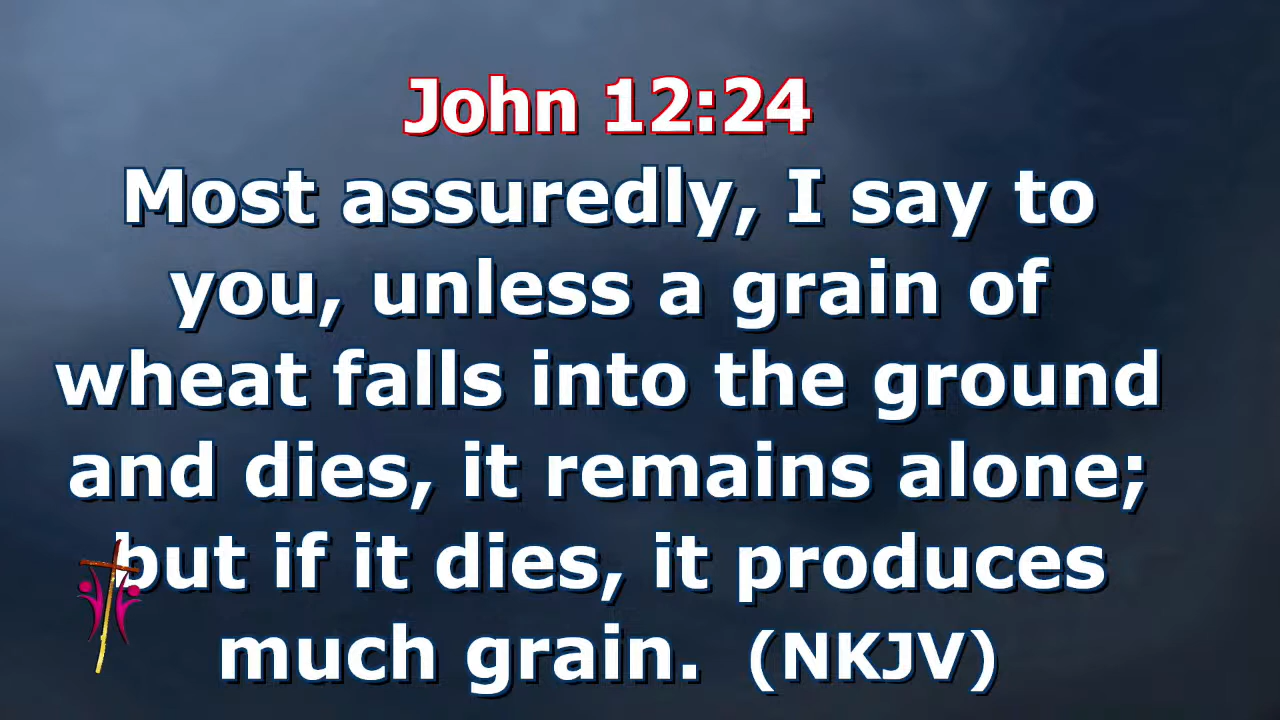 John 12:24
Most assuredly, I say to
you, unless a grain of
wheat falls into the ground
and dies, it remains alone;
but if it dies, it produces
much grain. (NKJV)